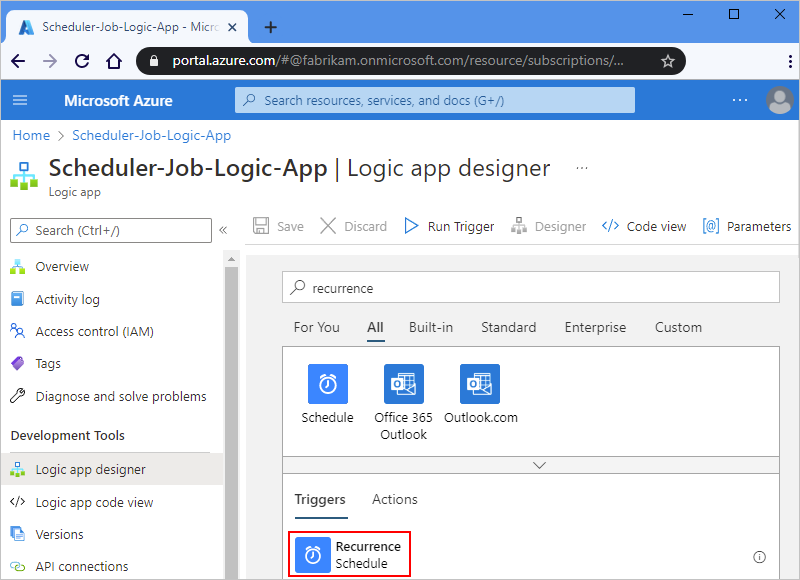 Scheduler-Job-Logic-App - Micro
portal.azure.com/#@fabrikam.onmicrosoft.com/resource/subscriptions/...
Microsoft Azure
Search resources, services, and docs (G+/)
...
Home > Scheduler-Job-Logic-App
Scheduler-Job-Logic-App | Logic app designer ...
Logic app
Search (Ctrl+/)
«
Save
Discard
Run Trigger
Designer
</> Code view
[@] Parameters
Overview
Activity log
Access control (IAM)
Tags
Diagnose and solve problems
Development Tools
Logic app designer
</> Logic app code view
Versions
API connections
recurrence
For You
All
Built-in
Standard
Enterprise
Custom
Schedule
Office 365
Outlook
Outlook.com
Triggers
Actions
Recurrence
Schedule